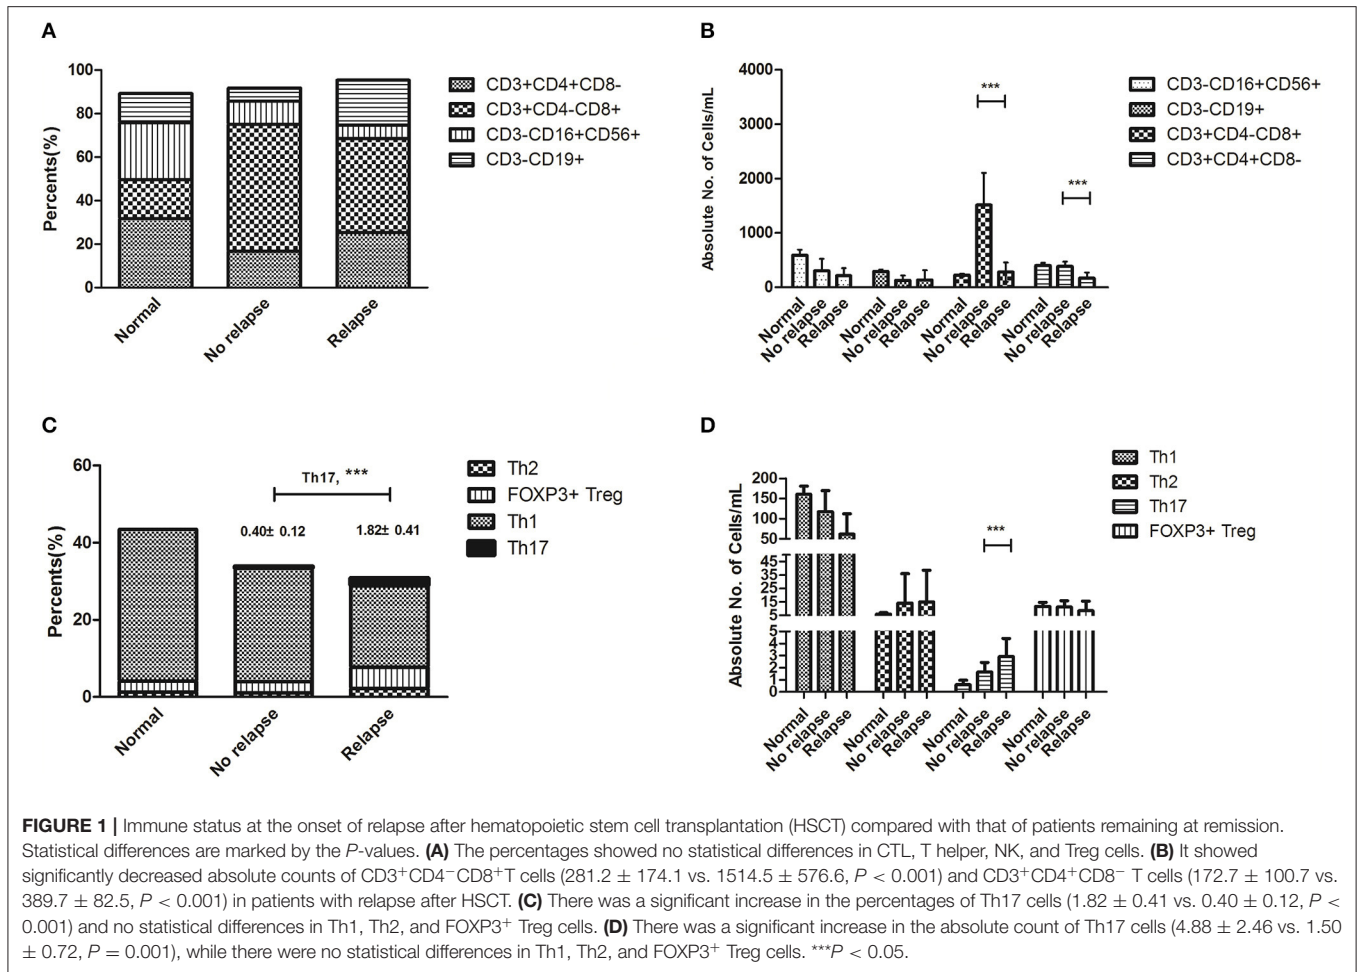 A
Percents(%)
100
80
60
40
20
0
Normal
No relapse
Relapse
CD3+CD4+CD8-
CD3+CD4-CD8+
CD3-CD16+CD56+
CD3-CD19+
B
Absolute No. of Cells/mL
4000
3000
2000
1000
0
***
***
Normal
No relapse
Relapse
Normal
No relapse
Relapse
Normal
No relapse
Relapse
Normal
No relapse
Relapse
CD3-CD16+CD56+
CD3-CD19+
CD3+CD4-CD8+
CD3+CD4+CD8-
C
Percents(%)
60
40
20
0
Th17, ***
0.40± 0.12
1.82± 0.41
Normal
No relapse
Relapse
Th2
FOXP3+ Treg
Th1
Th17
D
Absolute No. of Cells/mL
200
150
100
50
45
35
25
15
5
5
4
3
2
1
0
***
Normal
No relapse
Relapse
Normal
No relapse
Relapse
Normal
No relapse
Relapse
Normal
No relapse
Relapse
Th1
Th2
Th17
FOXP3+ Treg
FIGURE 1 | Immune status at the onset of relapse after hematopoietic stem cell transplantation (HSCT) compared with that of patients remaining at remission.
Statistical differences are marked by the P-values. (A) The percentages showed no statistical differences in CTL, T helper, NK, and Treg cells. (B) It showed
significantly decreased absolute counts of CD3⁺CD4⁻CD8⁺T cells (281.2 ± 174.1 vs. 1514.5 ± 576.6, P < 0.001) and CD3⁺CD4⁺CD8⁻ T cells (172.7 ± 100.7 vs.
389.7 ± 82.5, P < 0.001) in patients with relapse after HSCT. (C) There was a significant increase in the percentages of Th17 cells (1.82 ± 0.41 vs. 0.40 ± 0.12, P <
0.001) and no statistical differences in Th1, Th2, and FOXP3⁺ Treg cells. (D) There was a significant increase in the absolute count of Th17 cells (4.88 ± 2.46 vs. 1.50
± 0.72, P = 0.001), while there were no statistical differences in Th1, Th2, and FOXP3⁺ Treg cells. ***P < 0.05.